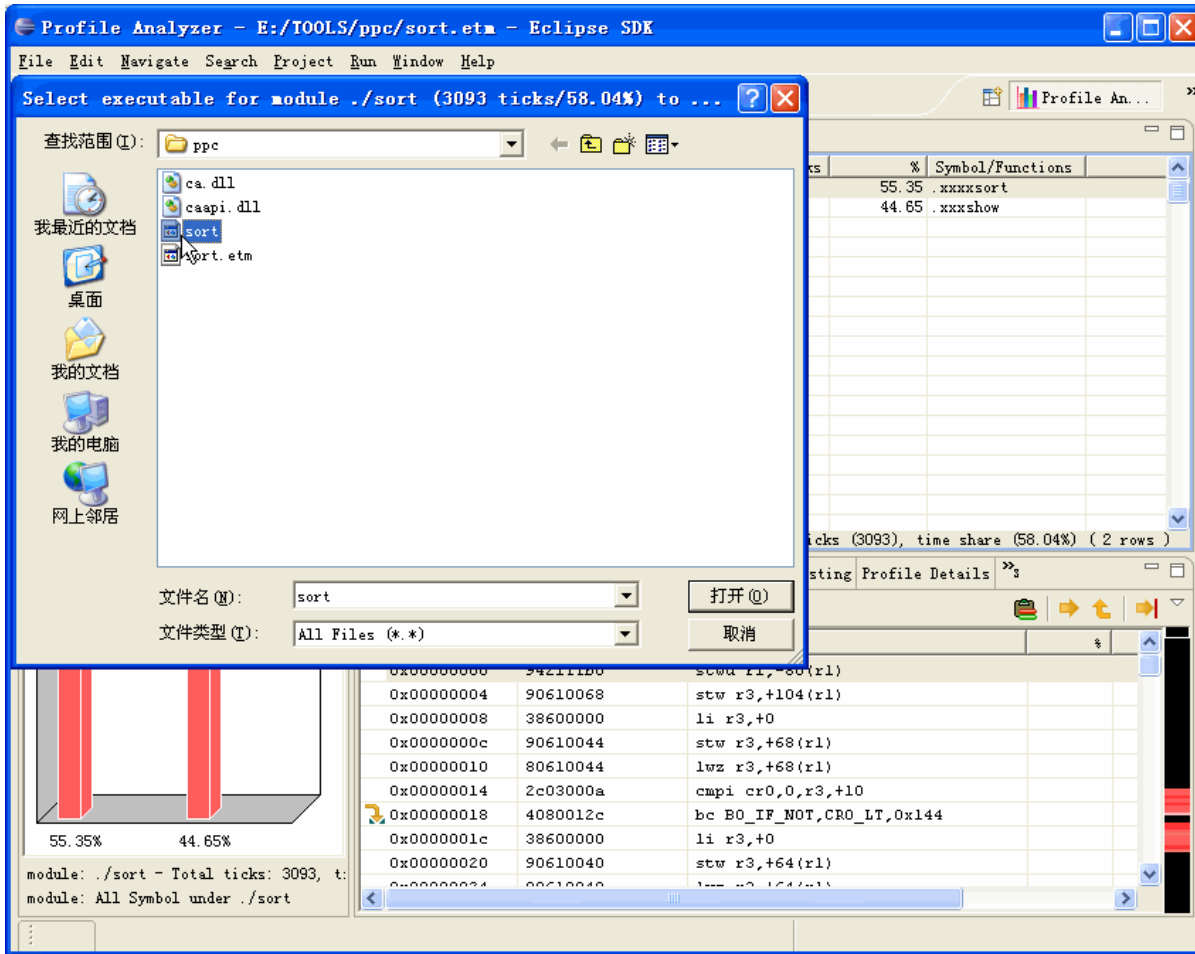 Profile Analyzer - E:/TOOLS/ppc/sort.etm - Eclipse SDK
File Edit Navigate Search Project Run Window Help
Select executable for module ./sort (3093 ticks/58.04%) to ...
Profile An...
查找范围(I):
ppc
ca.dll
caapi.dll
sort
sort.etm
我最近的文档
桌面
我的文档
我的电脑
网上邻居
文件名(N):
sort
打开(O)
文件类型(T):
All Files (*.*)
取消
% Symbol/Functions
55.35 .xxxxsort
44.65 .xxxshow
icks (3093), time share (58.04%) ( 2 rows )
sting Profile Details
%
0x00000004 90610068 stw r3,+104(r1)
0x00000008 38600000 li r3,+0
0x0000000c 90610044 stw r3,+68(r1)
0x00000010 80610044 lwz r3,+68(r1)
0x00000014 2c03000a cmpi cr0,0,r3,+10
0x00000018 4080012c bc BO_IF_NOT,CR0_LT,0x144
0x0000001c 38600000 li r3,+0
0x00000020 90610040 stw r3,+64(r1)
55.35% 44.65%
module: ./sort - Total ticks: 3093, t:
module: All Symbol under ./sort